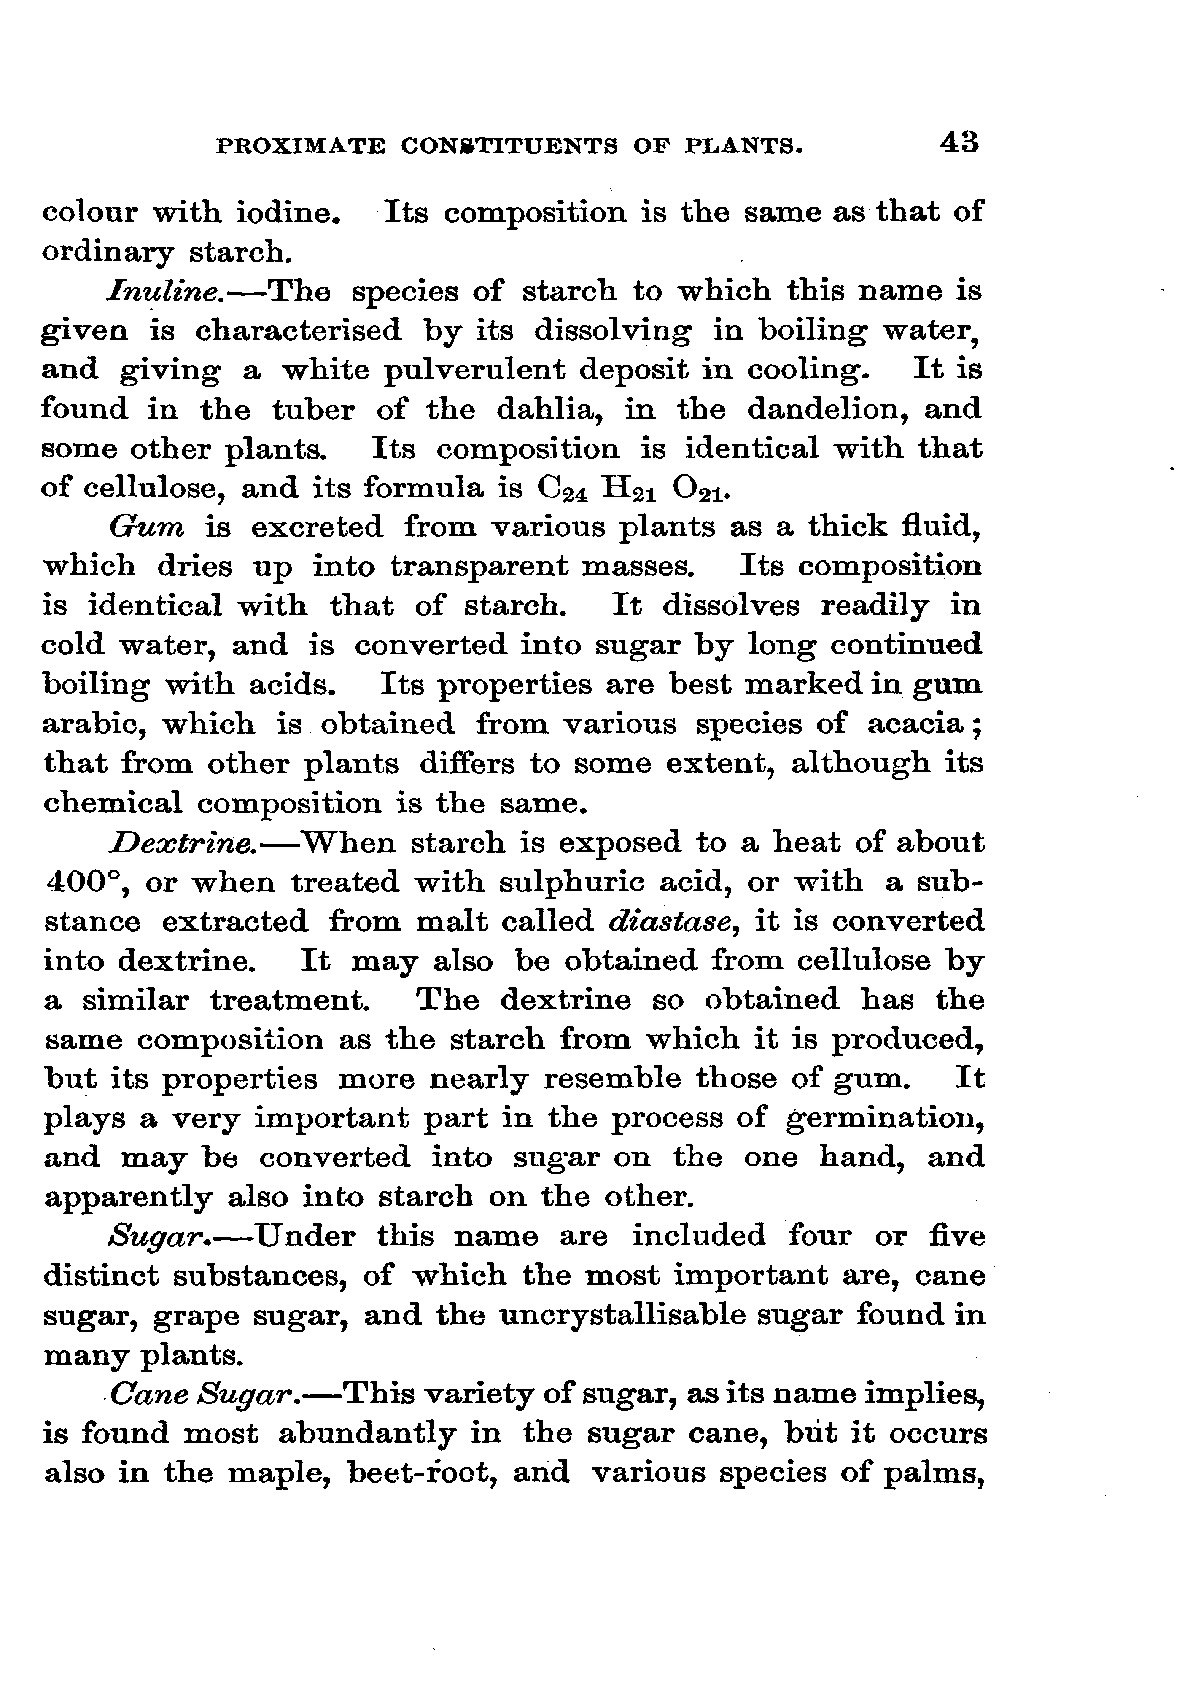 PROXIMATE CONSTITUENTS OF PLANTS. 43
colour with iodine. Its composition is the same as that of
ordinary starch.
Inuline.—The species of starch to which this name is
given is characterised by its dissolving in boiling water,
and giving a white pulverulent deposit in cooling. It is
found in the tuber of the dahlia, in the dandelion, and
some other plants. Its composition is identical with that
of cellulose, and its formula is C₂₄ H₂₁ O₂₁.
Gum is excreted from various plants as a thick fluid,
which dries up into transparent masses. Its composition
is identical with that of starch. It dissolves readily in
cold water, and is converted into sugar by long continued
boiling with acids. Its properties are best marked in gum
arabic, which is obtained from various species of acacia;
that from other plants differs to some extent, although its
chemical composition is the same.
Dextrine.—When starch is exposed to a heat of about
400°, or when treated with sulphuric acid, or with a sub-
stance extracted from malt called diastase, it is converted
into dextrine. It may also be obtained from cellulose by
a similar treatment. The dextrine so obtained has the
same composition as the starch from which it is produced,
but its properties more nearly resemble those of gum. It
plays a very important part in the process of germination,
and may be converted into sugar on the one hand, and
apparently also into starch on the other.
Sugar.—Under this name are included four or five
distinct substances, of which the most important are, cane
sugar, grape sugar, and the uncrystallisable sugar found in
many plants.
Cane Sugar.—This variety of sugar, as its name implies,
is found most abundantly in the sugar cane, but it occurs
also in the maple, beet-root, and various species of palms,